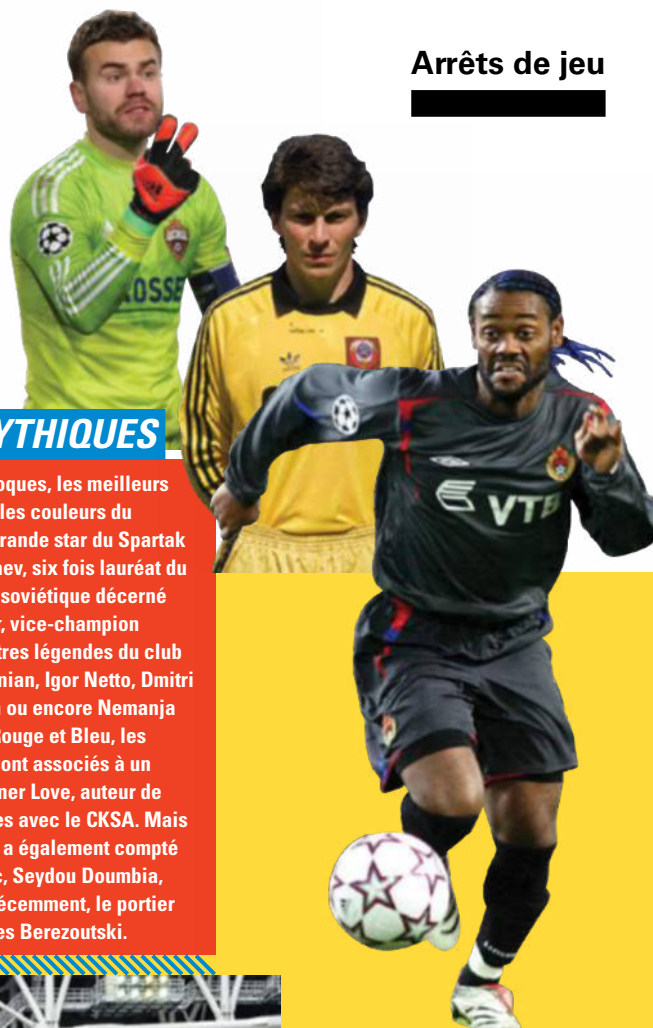 Arrêts de jeu
YTHIQUES
oques, les meilleurs
les couleurs du
rande star du Spartak
aev, six fois lauréat du
soviétique décerné
, vice-champion
tres légendes du club
nian, Igor Netto, Dmitri
ou encore Nemanja
Rouge et Bleu, les
ont associés à un
ner Love, auteur de
es avec le CKSA. Mais
a également compté
c, Seydou Doumbia,
écemment, le portier
es Berezoutski.
ROSSE
VTB